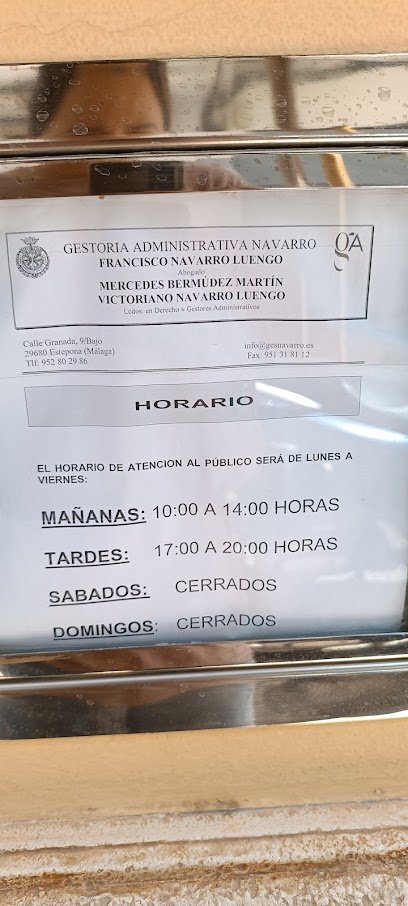 GESTORIA ADMINISTRATIVA NAVARRO
gA
FRANCISCO NAVARRO LUENGO
Abogado
MERCEDES BERMÚDEZ MARTÍN
VICTORIANO NAVARRO LUENGO
Ledos. en Derecho y Gestores Administrativos
Calle Granada, 9/Bajo
29680 Estepona (Málaga)
Tlf: 952 80 29 86
info@gesnavarro.es
Fax: 951 31 81 12
HORARIO
EL HORARIO DE ATENCION AL PÚBLICO SERÁ DE LUNES A
VIERNES:
MAÑANAS: 10:00 A 14:00 HORAS
TARDES: 17:00 A 20:00 HORAS
SABADOS: CERRADOS
DOMINGOS: CERRADOS